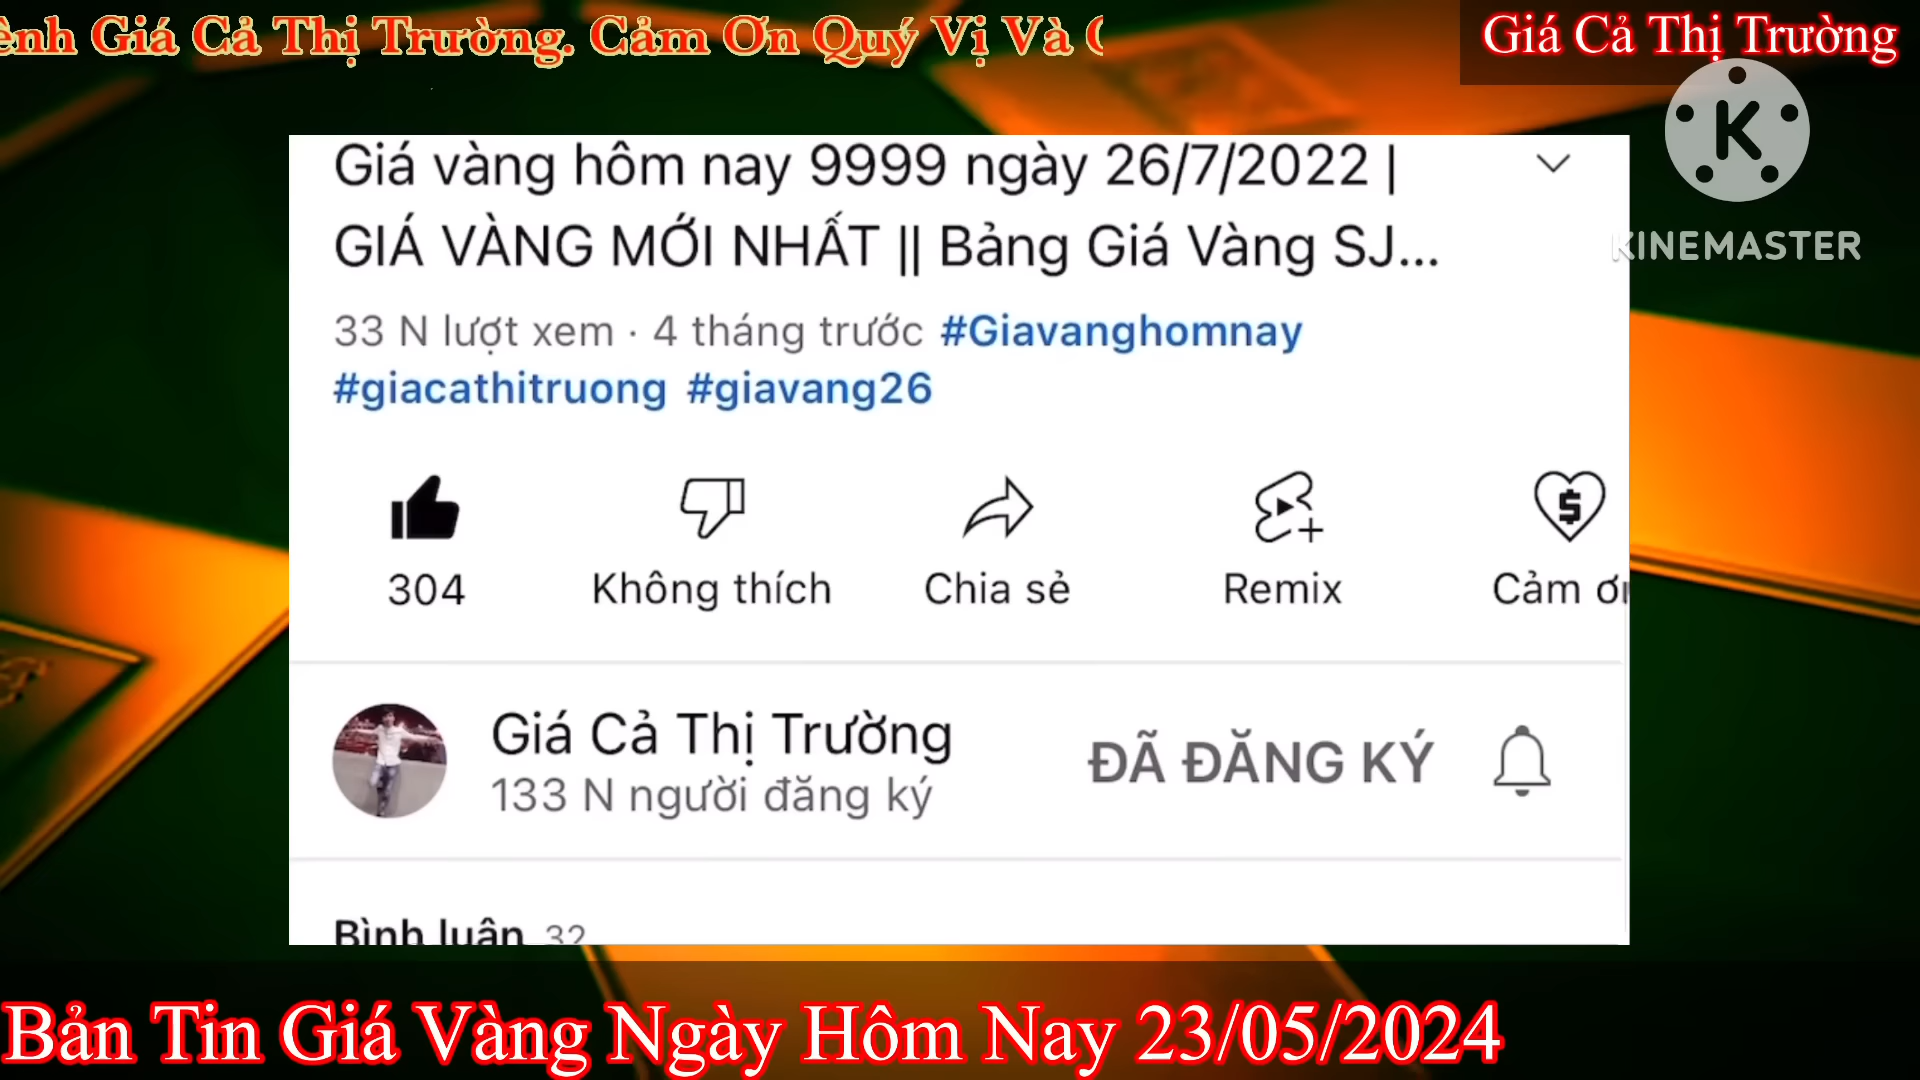 Giá Cả Thị Trường. Cảm Ơn Quý Vị Và
Giá Cả Thị Trường
K
KINEMASTER
Giá vàng hôm nay 9999 ngày 26/7/2022 |
GIÁ VÀNG MỚI NHẤT || Bảng Giá Vàng SJ...
33 N lượt xem · 4 tháng trước #Giavanghomnay
#giacathitruong #giavang26
304 Không thích Chia sẻ Remix Cảm ơn
Giá Cả Thị Trường
133 N người đăng ký
ĐÃ ĐĂNG KÝ
Bình luận 32
Bản Tin Giá Vàng Ngày Hôm Nay 23/05/2024